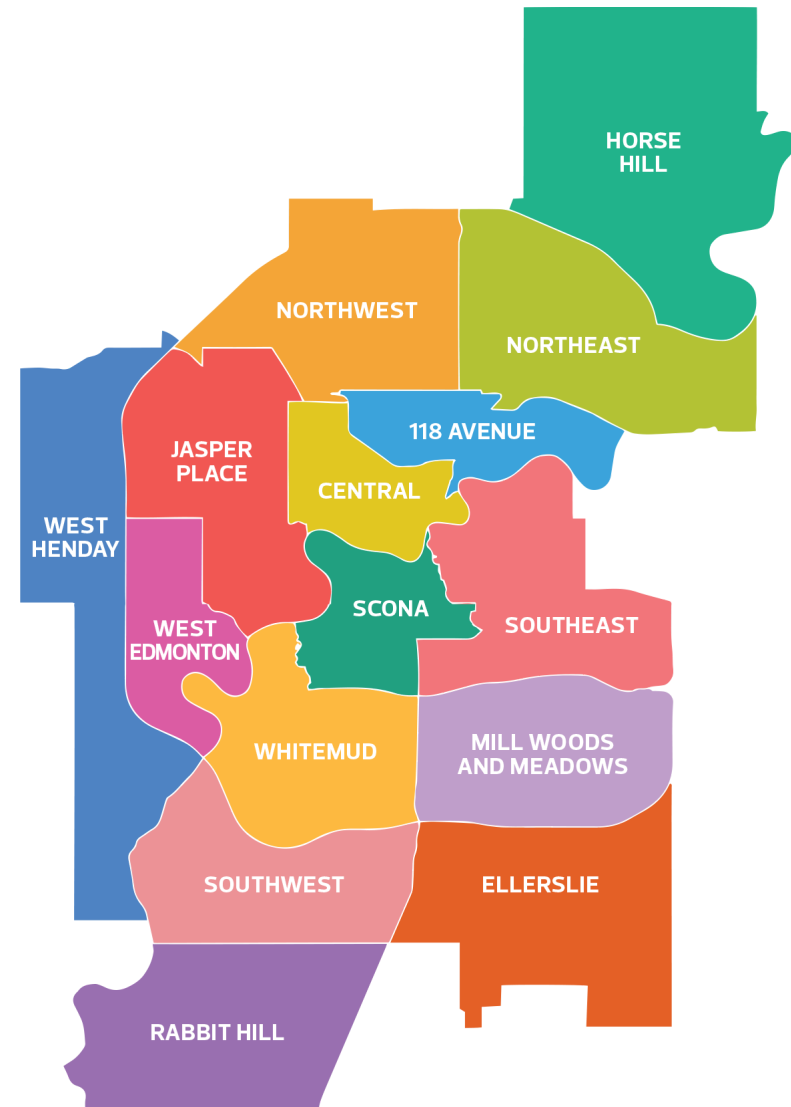 HORSE
HILL
NORTHWEST
NORTHEAST
118 AVENUE
JASPER
PLACE
CENTRAL
WEST
HENDAY
SCONA
SOUTHEAST
WEST
EDMONTON
WHITEMUD
MILL WOODS
AND MEADOWS
SOUTHWEST
ELLERSLIE
RABBIT HILL